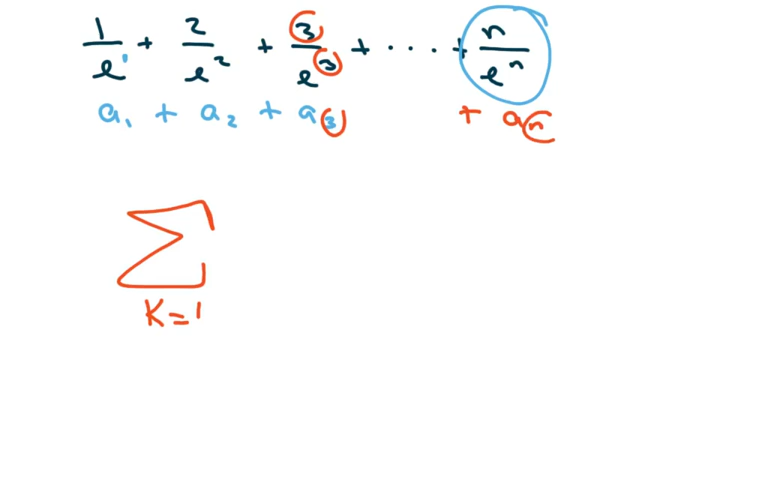 1/e¹ + 2/e² + 3/e³ + · · · · + n/eⁿ
a₁ + a₂ + a₃ + aₙ
Σ
K=1